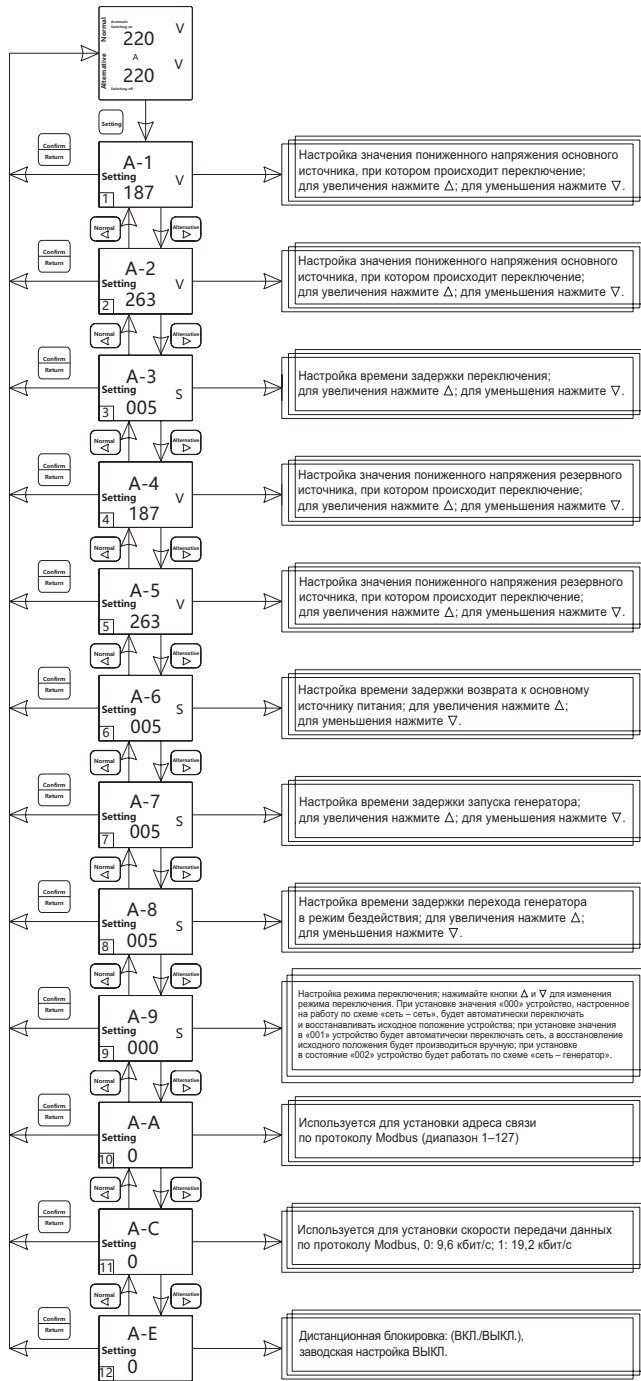 Normal
Alternative
Automatic
Switching on
220 V
A
220 V
Switching off
Setting
Confirm
Return
A-1
Setting
187 V
1
Настройка значения пониженного напряжения основного
источника, при котором происходит переключение;
для увеличения нажмите △; для уменьшения нажмите ▽.
Normal
◁
Alternative
▷
Confirm
Return
A-2
Setting
263 V
2
Настройка значения пониженного напряжения основного
источника, при котором происходит переключение;
для увеличения нажмите △; для уменьшения нажмите ▽.
Normal
◁
Alternative
▷
Confirm
Return
A-3
Setting
005 S
3
Настройка времени задержки переключения;
для увеличения нажмите △; для уменьшения нажмите ▽.
Normal
◁
Alternative
▷
Confirm
Return
A-4
Setting
187 V
4
Настройка значения пониженного напряжения резервного
источника, при котором происходит переключение;
для увеличения нажмите △; для уменьшения нажмите ▽.
Normal
◁
Alternative
▷
Confirm
Return
A-5
Setting
263 V
5
Настройка значения пониженного напряжения резервного
источника, при котором происходит переключение;
для увеличения нажмите △; для уменьшения нажмите ▽.
Normal
◁
Alternative
▷
Confirm
Return
A-6
Setting
005 S
6
Настройка времени задержки возврата к основному
источнику питания; для увеличения нажмите △;
для уменьшения нажмите ▽.
Normal
◁
Alternative
▷
Confirm
Return
A-7
Setting
005 S
7
Настройка времени задержки запуска генератора;
для увеличения нажмите △; для уменьшения нажмите ▽.
Normal
◁
Alternative
▷
Confirm
Return
A-8
Setting
005 S
8
Настройка времени задержки перехода генератора
в режим бездействия; для увеличения нажмите △;
для уменьшения нажмите ▽.
Normal
◁
Alternative
▷
Confirm
Return
A-9
Setting
000 S
9
Настройка режима переключения; нажимайте кнопки △ и ▽ для изменения
режима переключения. При установке значения «000» устройство, настроенное
на работу по схеме «сеть – сеть», будет автоматически переключать
и восстанавливать исходное положение устройства; при установке значения
в «001» устройство будет автоматически переключать сеть, а восстановление
исходного положения будет производиться вручную; при установке
в состояние «002» устройство будет работать по схеме «сеть – генератор».
Normal
◁
Alternative
▷
Confirm
Return
A-A
Setting
0
10
Используется для установки адреса связи
по протоколу Modbus (диапазон 1–127)
Normal
◁
Alternative
▷
Confirm
Return
A-C
Setting
0
11
Используется для установки скорости передачи данных
по протоколу Modbus, 0: 9,6 кбит/с; 1: 19,2 кбит/с
Normal
◁
Alternative
▷
Confirm
Return
A-E
Setting
0
12
Дистанционная блокировка: (ВКЛ./ВЫКЛ.),
заводская настройка ВЫКЛ.